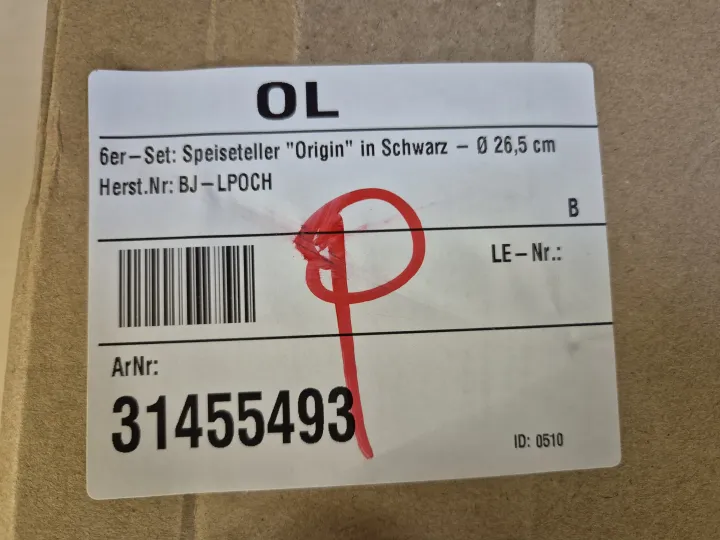 OL
6er-Set: Speiseteller "Origin" in Schwarz - Ø 26,5 cm
Herst.Nr: BJ-LPOCH
B
LE-Nr.:
P
ArNr:
31455493
ID: 0510